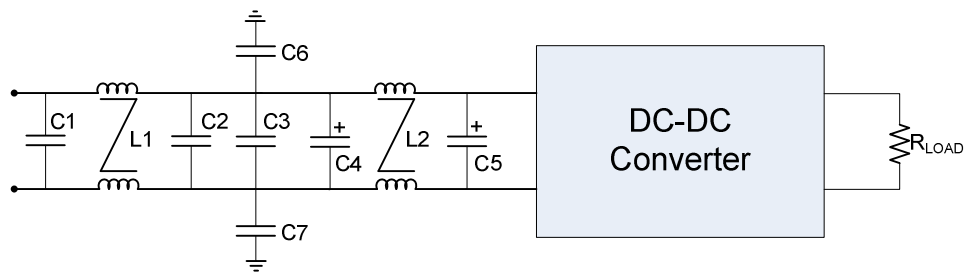 C6
C1
L1
C2
C3
+
C4
L2
+
C5
DC-DC
Converter
RLOAD
C7